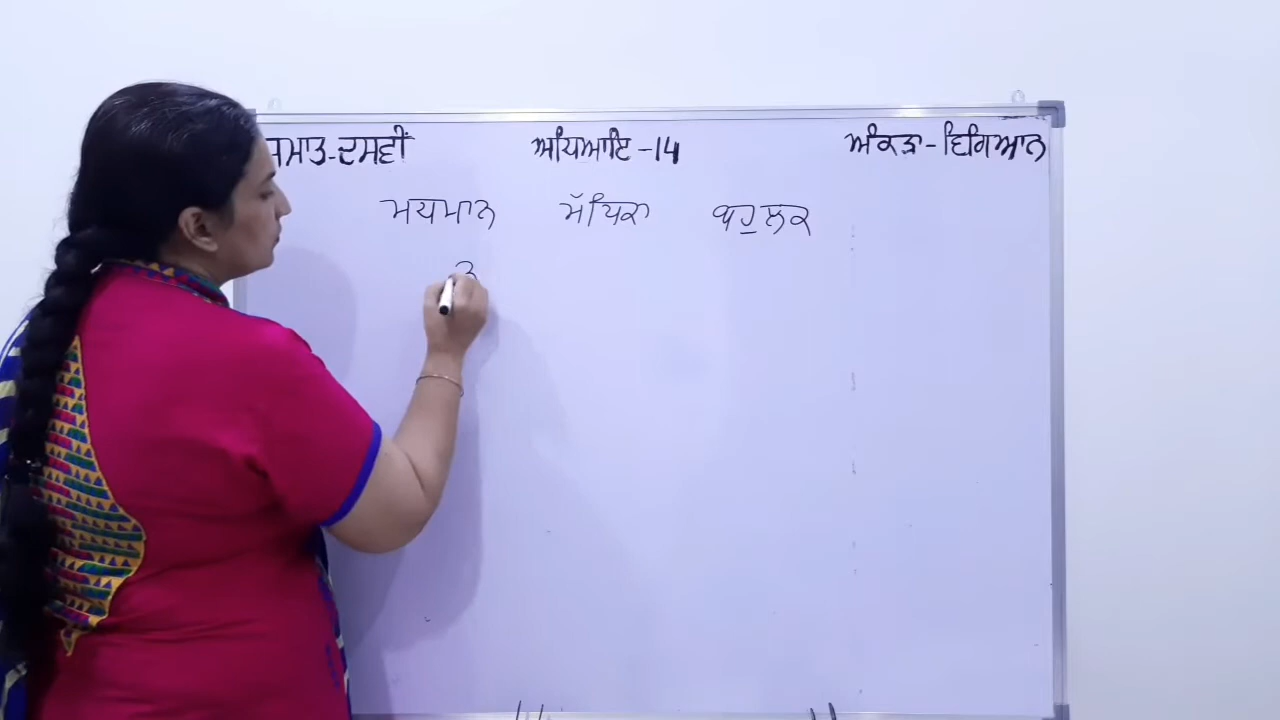 ਜਮਾਤ-ਦਸਵੀਂ ਅਧਿਆਇ -14 ਅੰਕੜਾ - ਵਿਗਿਆਨ
ਮਧਮਾਨ ਮੱਧਿਕਾ ਬਹੁਲਕ